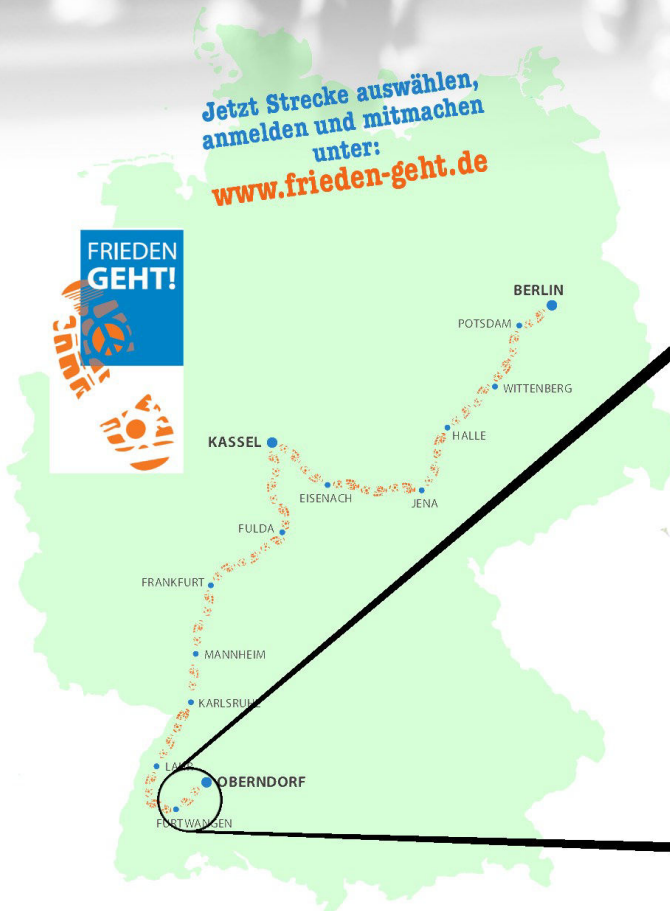 Jetzt Strecke auswählen,
anmelden und mitmachen
unter:
www.frieden-geht.de
FRIEDEN
GEHT!
BERLIN
POTSDAM
WITTENBERG
HALLE
KASSEL
EISENACH
JENA
FULDA
FRANKFURT
MANNHEIM
KARLSRUHE
OBERNDORF
FURTWANGEN